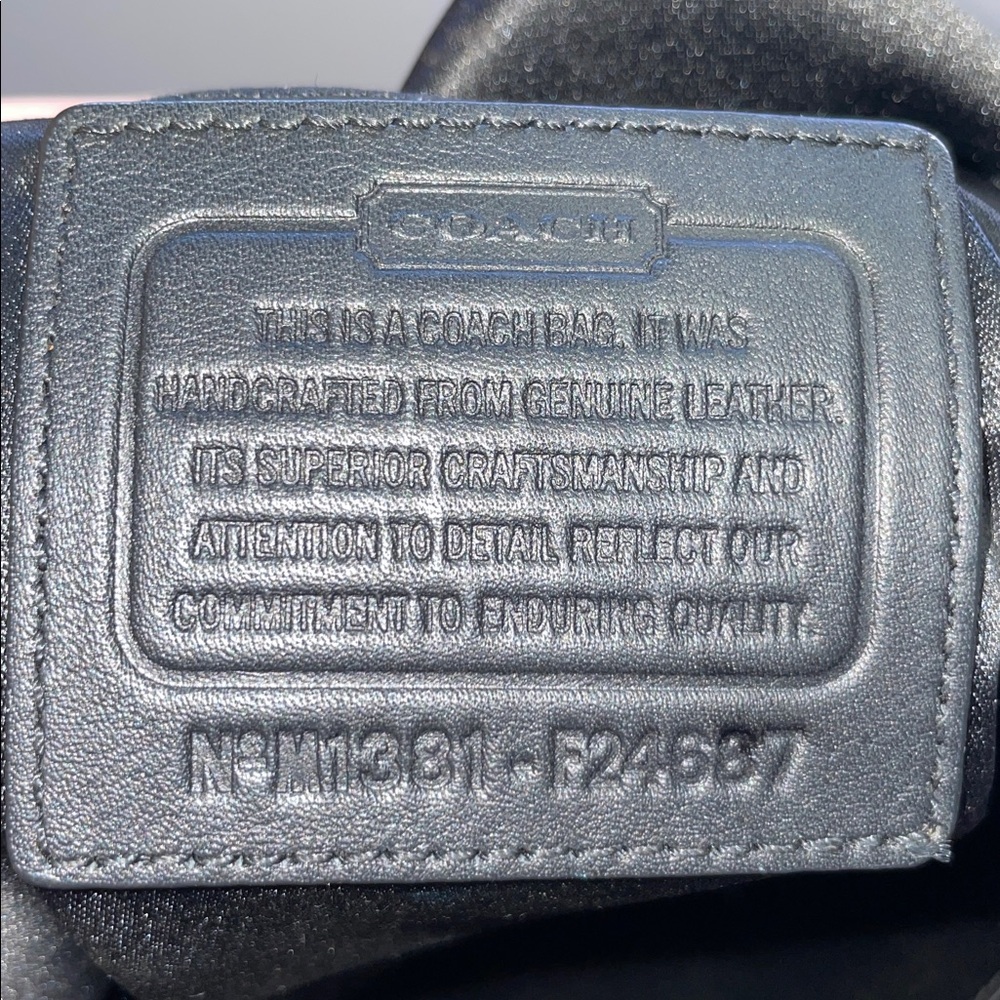 COACH
THIS IS A COACH BAG. IT WAS
HANDCRAFTED FROM GENUINE LEATHER.
ITS SUPERIOR CRAFTSMANSHIP AND
ATTENTION TO DETAIL REFLECT OUR
COMMITMENT TO ENDURING QUALITY.
Nº M1381-F24687